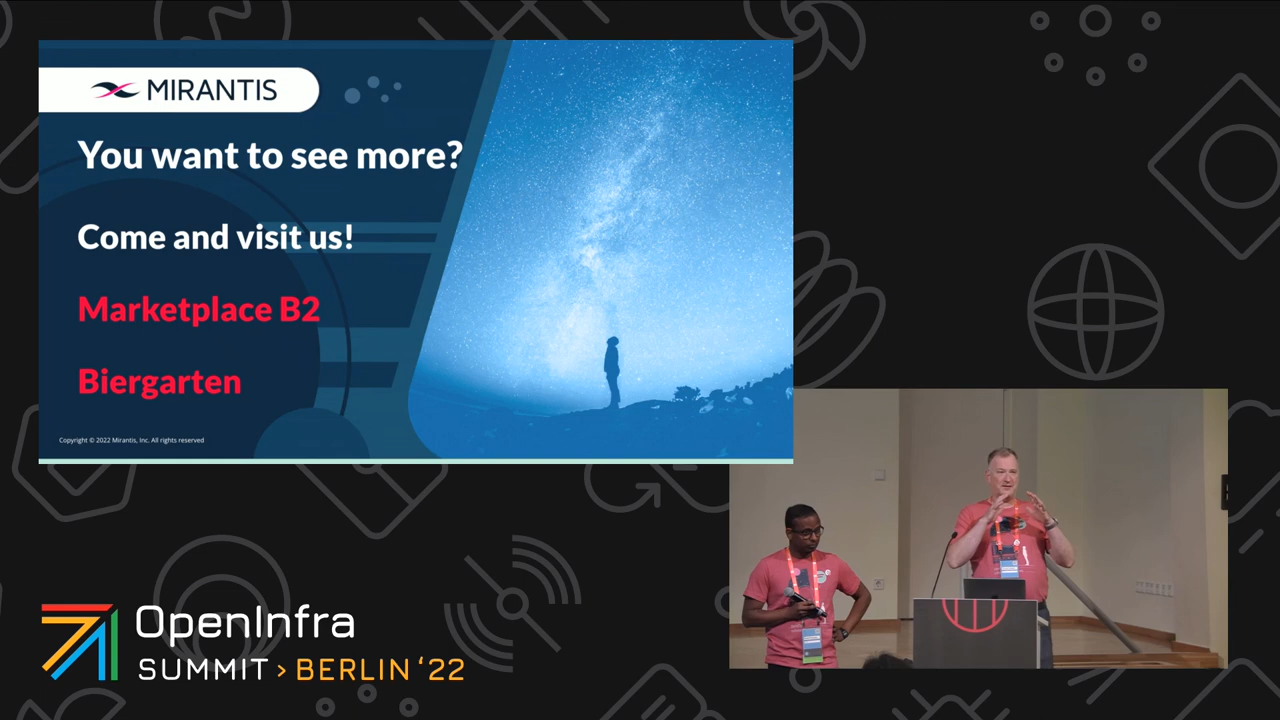 MIRANTIS
You want to see more?
Come and visit us!
Marketplace B2
Biergarten
Copyright © 2022 Mirantis, Inc. All rights reserved
OpenInfra
SUMMIT > BERLIN ‘22